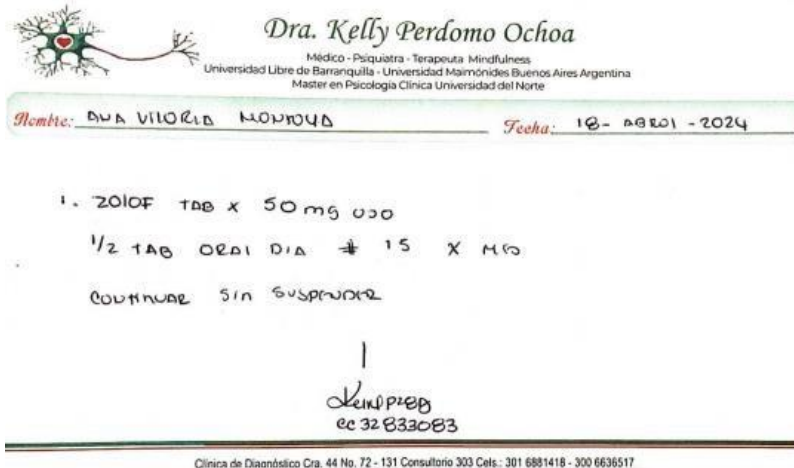 Dra. Kelly Perdomo Ochoa
Médico - Psiquiatra - Terapeuta Mindfulness
Universidad Libre de Barranquilla - Universidad Maimónides Buenos Aires Argentina
Master en Psicología Clínica Universidad del Norte
Nombre: ANA VILORIA MONTOYA Fecha: 18- ABRIL - 2024
1. ZOLOF TAB X 50 mg USO
1/2 TAB ORAL DIA # 15 X MES
CONTINUAR SIN SUSPENDER
CC 32 833083
Clínica de Diagnóstico Cra. 44 No. 72 - 131 Consultorio 303 Cels.: 301 6881418 - 300 6636517